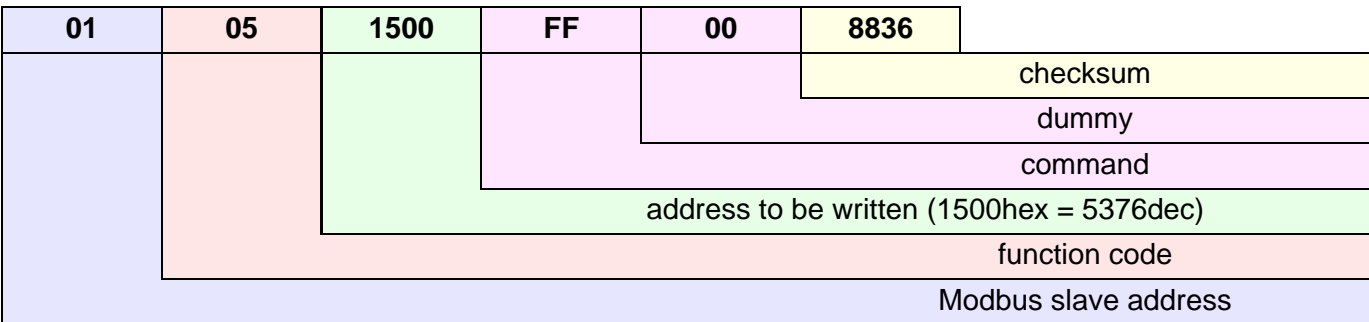 01 05 1500 FF 00 8836
checksum
dummy
command
address to be written (1500hex = 5376dec)
function code
Modbus slave address